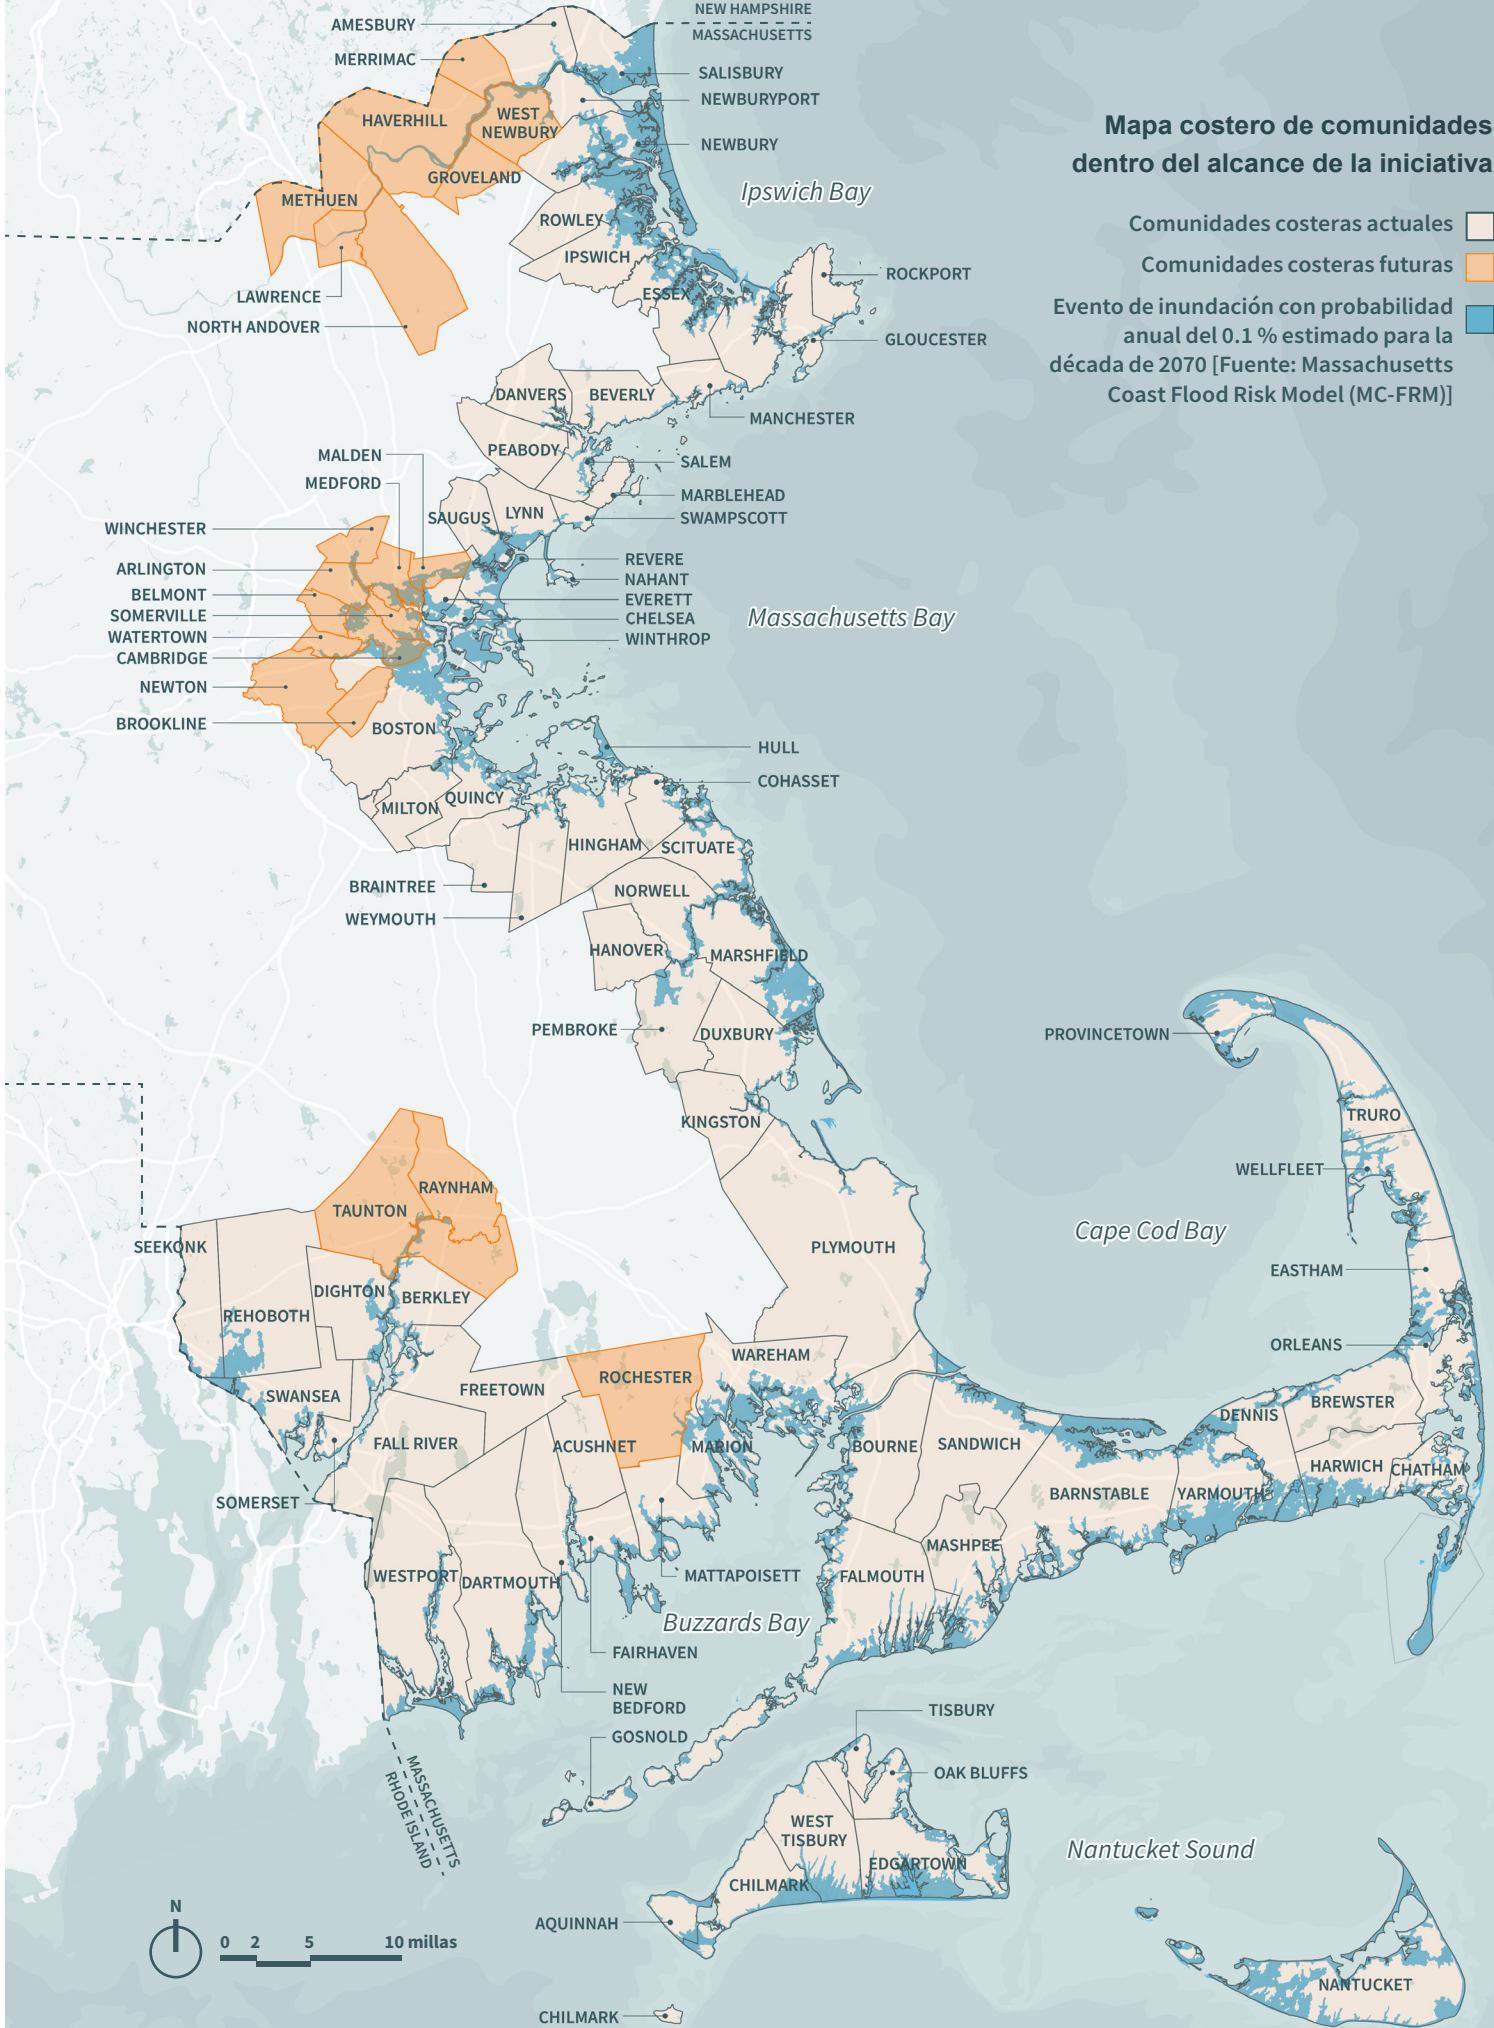 NEW HAMPSHIRE
MASSACHUSETTS
AMESBURY
MERRIMAC
SALISBURY
NEWBURYPORT
HAVERHILL
WEST
NEWBURY
NEWBURY
GROVELAND
METHUEN
Ipswich Bay
ROWLEY
IPSWICH
ESSEX
ROCKPORT
LAWRENCE
NORTH ANDOVER
GLOUCESTER
Mapa costero de comunidades
dentro del alcance de la iniciativa
Comunidades costeras actuales
Comunidades costeras futuras
Evento de inundación con probabilidad
anual del 0.1 % estimado para la
década de 2070 [Fuente: Massachusetts
Coast Flood Risk Model (MC-FRM)]
DANVERS
BEVERLY
MANCHESTER
PEABODY
MALDEN
SALEM
MEDFORD
MARBLEHEAD
SAUGUS
LYNN
SWAMPSCOTT
WINCHESTER
ARLINGTON
BELMONT
SOMERVILLE
WATERTOWN
CAMBRIDGE
NEWTON
BROOKLINE
REVERE
NAHANT
EVERETT
CHELSEA
WINTHROP
Massachusetts Bay
BOSTON
HULL
COHASSET
MILTON
QUINCY
HINGHAM
SCITUATE
BRAINTREE
NORWELL
WEYMOUTH
HANOVER
MARSHFIELD
PEMBROKE
DUXBURY
PROVINCETOWN
KINGSTON
TRURO
WELLFLEET
RAYNHAM
TAUNTON
Cape Cod Bay
SEEKONK
PLYMOUTH
EASTHAM
DIGHTON
BERKLEY
REHOBOTH
ORLEANS
WAREHAM
ROCHESTER
FREETOWN
SWANSEA
BREWSTER
DENNIS
FALL RIVER
ACUSHNET
MARION
BOURNE
SANDWICH
HARWICH
CHATHAM
BARNSTABLE
YARMOUTH
SOMERSET
MASHPEE
WESTPORT
DARTMOUTH
MATTAPOISETT
FALMOUTH
Buzzards Bay
FAIRHAVEN
NEW
BEDFORD
GOSNOLD
TISBURY
OAK BLUFFS
MASSACHUSETTS
RHODE ISLAND
WEST
TISBURY
EDGARTOWN
CHILMARK
Nantucket Sound
AQUINNAH
N
0 2 5 10 millas
NANTUCKET
CHILMARK